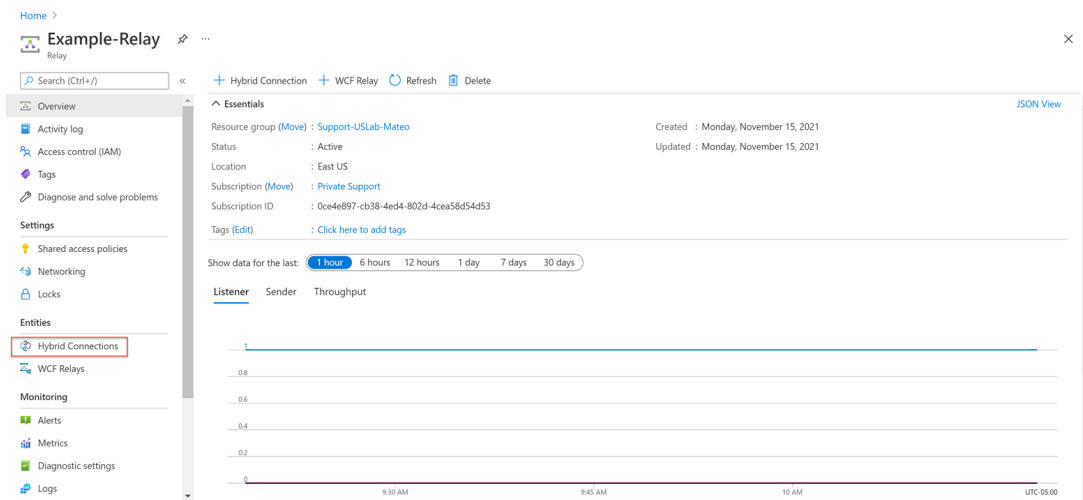 Home >
Example-Relay ...
Relay
Search (Ctrl+/) «
Overview
Activity log
Access control (IAM)
Tags
Diagnose and solve problems
Settings
Shared access policies
Networking
Locks
Entities
Hybrid Connections
WCF Relays
Monitoring
Alerts
Metrics
Diagnostic settings
Logs
+ Hybrid Connection + WCF Relay Refresh Delete
Essentials JSON View
Resource group (Move) : Support-USLab-Mateo Created : Monday, November 15, 2021
Status : Active Updated : Monday, November 15, 2021
Location : East US
Subscription (Move) : Private Support
Subscription ID : 0ce4e897-cb38-4ed4-802d-4cea58d54d53
Tags (Edit) : Click here to add tags
Show data for the last: 1 hour 6 hours 12 hours 1 day 7 days 30 days
Listener Sender Throughput
1
0.8
0.6
0.4
0.2
0
9:30 AM 9:45 AM 10 AM UTC-05:00